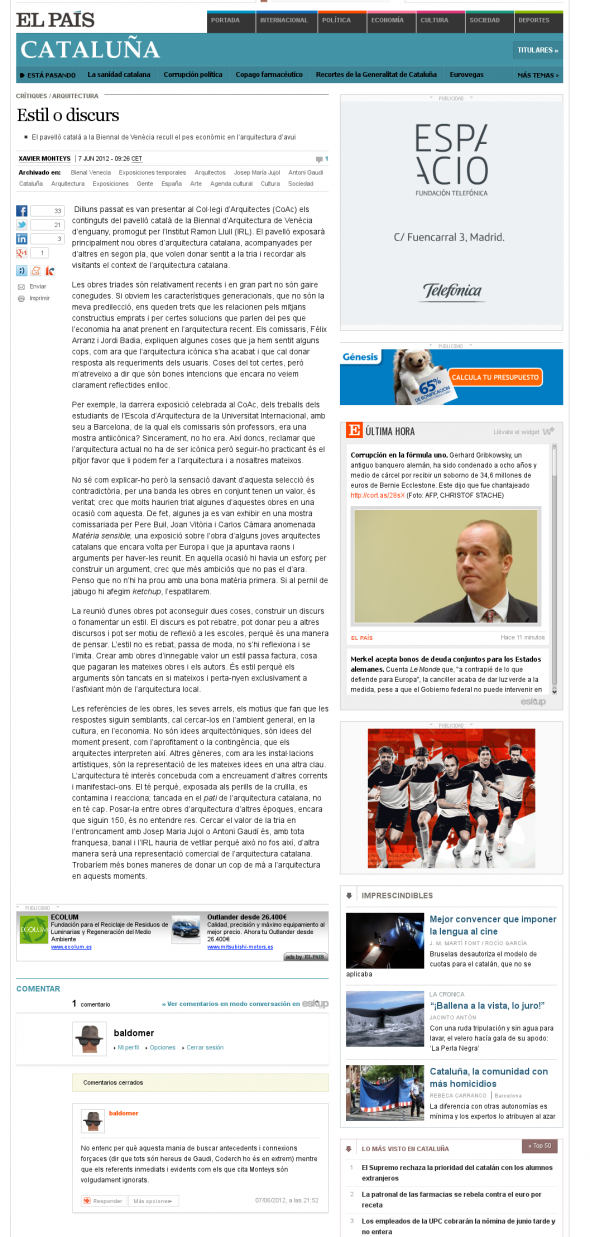 EL PAÍS
PORTADA
INTERNACIONAL
POLÍTICA
ECONOMÍA
CULTURA
SOCIEDAD
DEPORTES
CATALUÑA
TITULARES »
ESTÁ PASANDO
La sanidad catalana
Corrupción política
Copago farmacéutico
Recortes de la Generalitat de Cataluña
Eurovegas
MÁS TEMAS »
CRÍTIQUES / ARQUITECTURA
Estil o discurs
El pavelló català a la Biennal de Venècia recull el pes econòmic en l'arquitectura d'avui
XAVIER MONTEYS | 7 JUN 2012 - 09:26 CET
1
Archivado en: Bienal Venecia Exposiciones temporales Arquitectos Josep María Jujol Antoni Gaudí
Cataluña Arquitectura Exposiciones Gente España Arte Agenda cultural Cultura Sociedad
33
21
3
1
Enviar
Imprimir
Dilluns passat es van presentar al Col·legi d'Arquitectes (CoAc) els
continguts del pavelló català de la Biennal d'Arquitectura de Venècia
d'enguany, promogut per l'Institut Ramon Llull (IRL). El pavelló exposarà
principalment nou obres d'arquitectura catalana, acompanyades per
d'altres en segon pla, que volen donar sentit a la tria i recordar als
visitants el context de l'arquitectura catalana.
Les obres triades són relativament recents i en gran part no són gaire
conegudes. Si obviem les característiques generacionals, que no són la
meva predilecció, ens queden trets que les relacionen pels mitjans
constructius emprats i per certes solucions que parlen del pes que
l'economia ha anat prenent en l'arquitectura recent. Els comissaris, Fèlix
Arranz i Jordi Badia, expliquen algunes coses que ja hem sentit alguns
cops, com ara que l'arquitectura icònica s'ha acabat i que cal donar
resposta als requeriments dels usuaris. Coses del tot certes, però
m'atreveixo a dir que són bones intencions que encara no veiem
clarament reflectides enlloc.
Per exemple, la darrera exposició celebrada al CoAc, dels treballs dels
estudiants de l'Escola d'Arquitectura de la Universitat Internacional, amb
seu a Barcelona, de la qual els comissaris són professors, era una
mostra antiicònica? Sincerament, no ho era. Així doncs, reclamar que
l'arquitectura actual no ha de ser icònica però seguir-ho practicant és el
pitjor favor que li podem fer a l'arquitectura i a nosaltres mateixos.
No sé com explicar-ho però la sensació davant d'aquesta selecció és
contradictòria, per una banda les obres en conjunt tenen un valor, és
veritat; crec que molts haurien triat algunes d'aquestes obres en una
ocasió com aquesta. De fet, algunes ja es van exhibir en una mostra
comissariada per Pere Buil, Joan Vitòria i Carlos Cámara anomenada
Matèria sensible, una exposició sobre l'obra d'alguns joves arquitectes
catalans que encara volta per Europa i que ja apuntava raons i
arguments per haver-les reunit. En aquella ocasió hi havia un esforç per
construir un argument, crec que més ambiciós que no pas el d'ara.
Penso que no n'hi ha prou amb una bona matèria primera. Si al pernil de
jabugo hi afegim ketchup, l'espatllarem.
La reunió d'unes obres pot aconseguir dues coses, construir un discurs
o fonamentar un estil. El discurs es pot rebatre, pot donar peu a altres
discursos i pot ser motiu de reflexió a les escoles, perquè és una manera
de pensar. L'estil no es rebat, passa de moda, no s'hi reflexiona i se
l'imita. Crear amb obres d'innegable valor un estil passa factura, cosa
que pagaran les mateixes obres i els autors. És estil perquè els
arguments són tancats en si mateixos i perta-nyen exclusivament a
l'asfixiant món de l'arquitectura local.
Les referències de les obres, les seves arrels, els motius que fan que les
respostes siguin semblants, cal cercar-los en l'ambient general, en la
cultura, en l'economia. No són idees arquitectòniques, són idees del
moment present, com l'aprofitament o la contingència, que els
arquitectes interpreten així. Altres gèneres, com ara les instal·lacions
artístiques, són la representació de les mateixes idees en una altra clau.
L'arquitectura té interès concebuda com a encreuament d'altres corrents
i manifestaci-ons. El té perquè, exposada als perills de la cruïlla, es
contamina i reacciona; tancada en el pati de l'arquitectura catalana, no
en té cap. Posar-la entre obres d'arquitectura d'altres èpoques, encara
que siguin 150, és no entendre res. Cercar el valor de la tria en
l'entroncament amb Josep Maria Jujol o Antoni Gaudí és, amb tota
franquesa, banal i l'IRL hauria de vetllar perquè això no fos així, d'altra
manera serà una representació comercial de l'arquitectura catalana.
Trobaríem més bones maneres de donar un cop de mà a l'arquitectura
en aquests moments.
PUBLICIDAD
ECOLUM
ECOLUM
Fundación para el Reciclaje de Residuos de
Luminarias y Regeneración del Medio
Ambiente
www.ecolum.es
Outlander desde 26.400€
Calidad, precisión y máximo equipamiento al
mejor precio. Ahora tu Outlander desde
26.400€
www.mitsubishi-motors.es
ads by EL PAIS
COMENTAR
1 comentario
» Ver comentarios en modo conversación en eskup
baldomer
Mi perfil
Opciones
Cerrar sesión
Comentarios cerrados
baldomer
No entenc per què aquesta mania de buscar antecedents i connexions
forçaces (dir que tots són hereus de Gaudí, Coderch ho és en extrem) mentre
que els referents inmediats i evidents com els que cita Monteys són
volgudament ignorats.
Responder
Más opciones
07/06/2012, a las 21:52
PUBLICIDAD
ESPACIO
FUNDACIÓN TELEFÓNICA
C/ Fuencarral 3, Madrid.
Telefónica
PUBLICIDAD
Génesis
65%
DE BONIFICACIÓN
CALCULA TU PRESUPUESTO
E ÚLTIMA HORA
Llévate el widget
Corrupción en la fórmula uno. Gerhard Gribkowsky, un
antiguo banquero alemán, ha sido condenado a ocho años y
medio de cárcel por recibir un soborno de 34,6 millones de
euros de Bernie Ecclestone. Este dijo que fue chantajeado
http://cort.as/28sX (Foto: AFP, CHRISTOF STACHE)
EL PAÍS
Hace 11 minutos
Merkel acepta bonos de deuda conjuntos para los Estados
alemanes. Cuenta Le Monde que, "a contrapié de lo que
defiende para Europa", la canciller acaba de dar luz verde a la
medida, pese a que el Gobierno federal no puede intervenir en
eskup
PUBLICIDAD
IMPRESCINDIBLES
Mejor convencer que imponer
la lengua al cine
J. M. MARTÍ FONT / ROCÍO GARCÍA
Bruselas desautoriza el modelo de
cuotas para el catalán, que no se
aplicaba
LA CRONICA
"¡Ballena a la vista, lo juro!"
JACINTO ANTÓN
Con una ruda tripulación y sin agua para
lavar, el velero hacía gala de su apodo:
'La Perla Negra'
Cataluña, la comunidad con
más homicidios
REBECA CARRANCO | Barcelona
La diferencia con otras autonomías es
mínima y los expertos lo atribuyen al azar
LO MÁS VISTO EN CATALUÑA
» Top 50
1 El Supremo rechaza la prioridad del catalán con los alumnos
extranjeros
2 La patronal de las farmacias se rebela contra el euro por
receta
3 Los empleados de la UPC cobrarán la nómina de junio tarde y
no entera